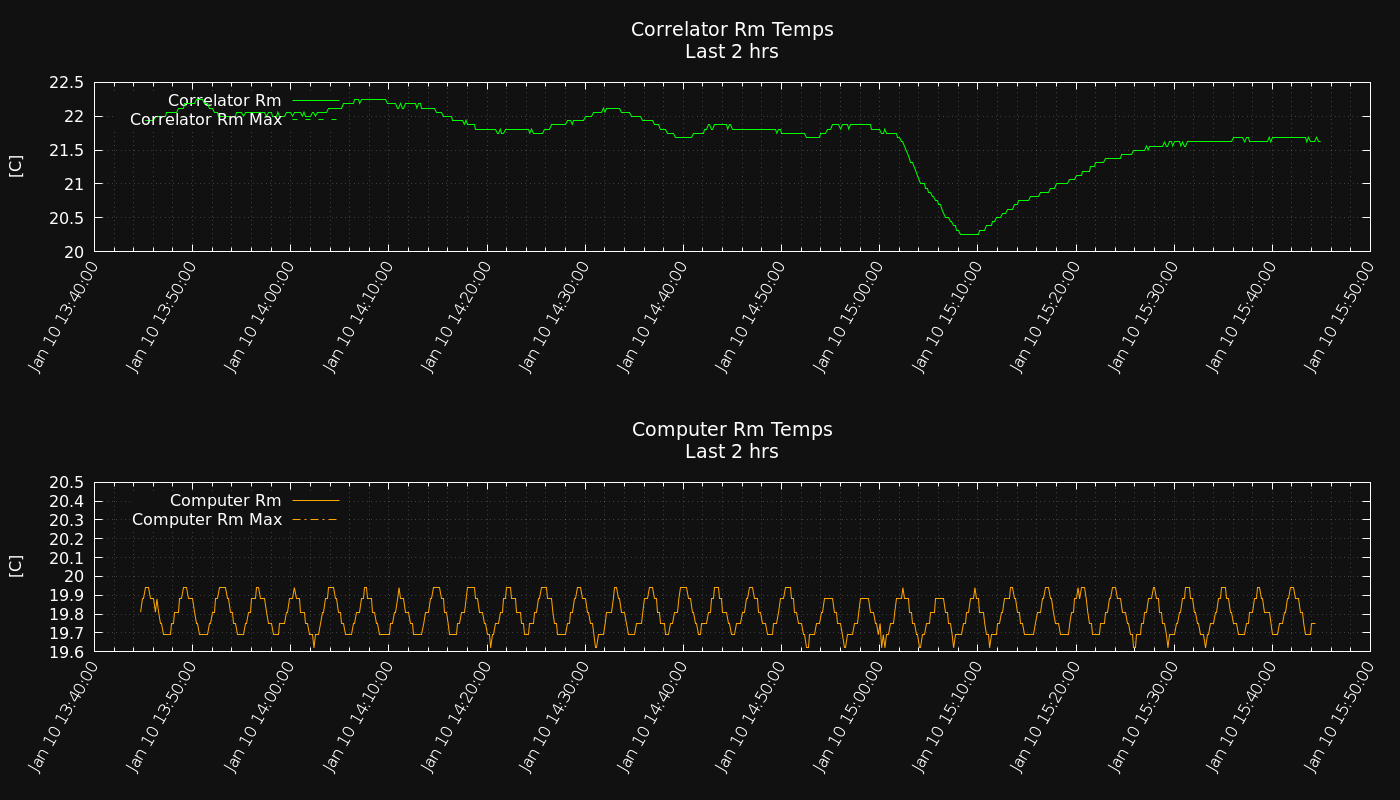 Correlator Rm Temps
Last 2 hrs
22.5
22
21.5
21
20.5
20
[C]
Correlator Rm
Correlator Rm Max
Jan 10 13:40:00
Jan 10 13:50:00
Jan 10 14:00:00
Jan 10 14:10:00
Jan 10 14:20:00
Jan 10 14:30:00
Jan 10 14:40:00
Jan 10 14:50:00
Jan 10 15:00:00
Jan 10 15:10:00
Jan 10 15:20:00
Jan 10 15:30:00
Jan 10 15:40:00
Jan 10 15:50:00
Computer Rm Temps
Last 2 hrs
20.5
20.4
20.3
20.2
20.1
20
19.9
19.8
19.7
19.6
[C]
Computer Rm
Computer Rm Max
Jan 10 13:40:00
Jan 10 13:50:00
Jan 10 14:00:00
Jan 10 14:10:00
Jan 10 14:20:00
Jan 10 14:30:00
Jan 10 14:40:00
Jan 10 14:50:00
Jan 10 15:00:00
Jan 10 15:10:00
Jan 10 15:20:00
Jan 10 15:30:00
Jan 10 15:40:00
Jan 10 15:50:00